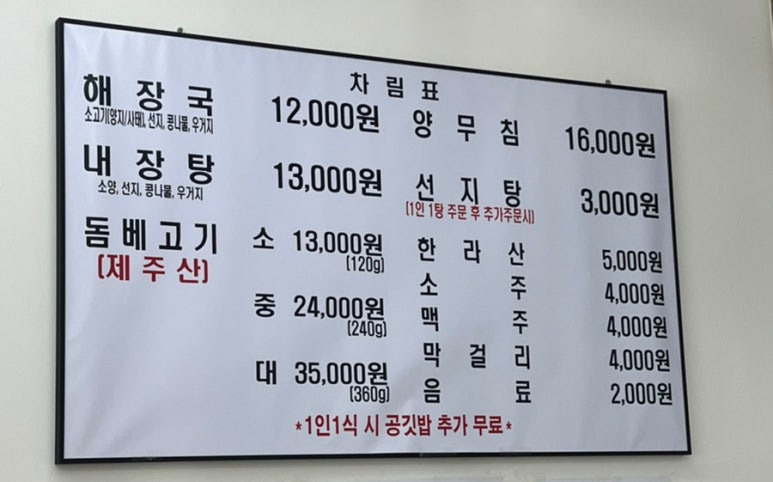 차림표
해장국 12,000원
소고기(양지/사태), 선지, 콩나물, 우거지
내장탕 13,000원
소양, 선지, 콩나물, 우거지
돔베고기 소 13,000원
(제주산) (120g)
중 24,000원
(240g)
대 35,000원
(360g)
양무침 16,000원
선지탕 3,000원
(1인 1탕 주문 후 추가주문시)
한라산 5,000원
소주 4,000원
맥주 4,000원
막걸리 4,000원
음료 2,000원
*1인1식 시 공깃밥 추가 무료*